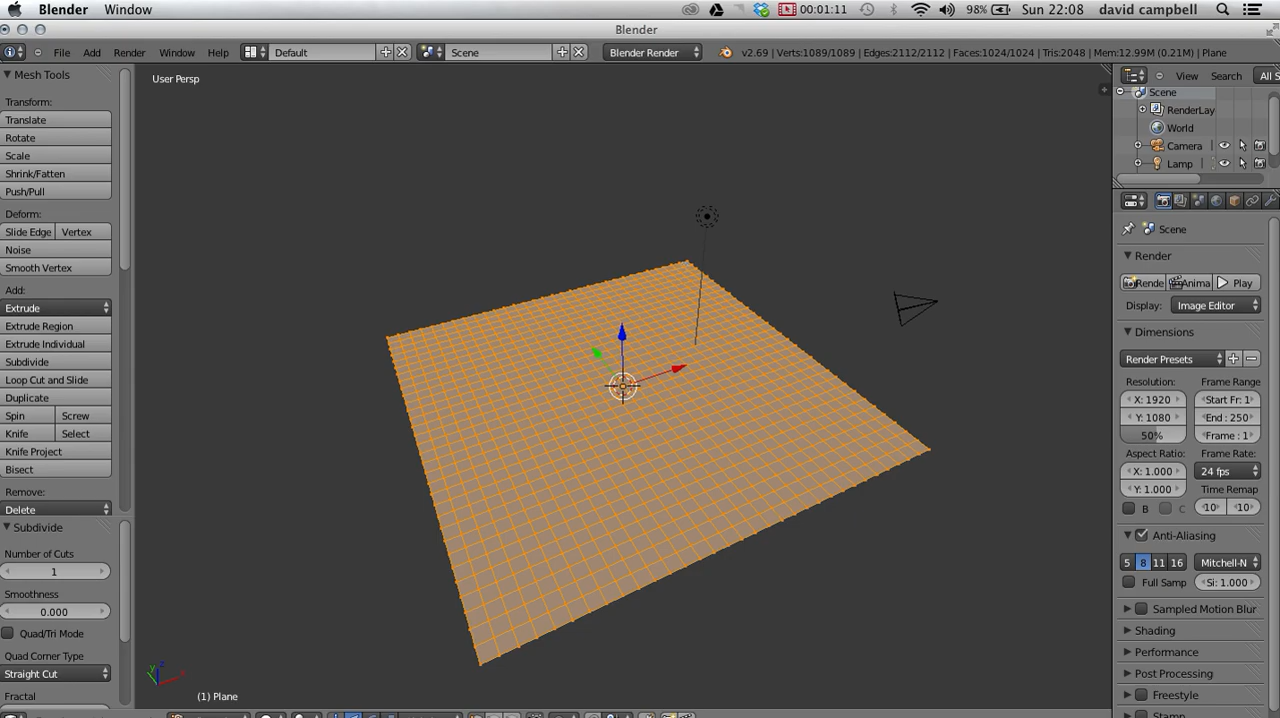 Blender Window 00:01:11 98% Sun 22:08 david campbell
Blender
File Add Render Window Help Default Scene Blender Render v2.69 | Verts:1089/1089 | Edges:2112/2112 | Faces:1024/1024 | Tris:2048 | Mem:12.99M (0.21M) | Plane
Mesh Tools
Transform:
Translate
Rotate
Scale
Shrink/Fatten
Push/Pull
Deform:
Slide Edge Vertex
Noise
Smooth Vertex
Add:
Extrude
Extrude Region
Extrude Individual
Subdivide
Loop Cut and Slide
Duplicate
Spin Screw
Knife Select
Knife Project
Bisect
Remove:
Delete
Subdivide
Number of Cuts
1
Smoothness
0.000
Quad/Tri Mode
Quad Corner Type
Straight Cut
Fractal
User Persp
(1) Plane
View Search All S
Scene
RenderLay
World
Camera
Lamp
Scene
Render
Rende Anima Play
Display: Image Editor
Dimensions
Render Presets
Resolution: Frame Range
X: 1920 Start Fr: 1
Y: 1080 End : 250
50% Frame : 1
Aspect Ratio: Frame Rate:
X: 1.000 24 fps
Y: 1.000 Time Remap
B C 10 10
Anti-Aliasing
5 8 11 16 Mitchell-N
Full Samp Si: 1.000
Sampled Motion Blur
Shading
Performance
Post Processing
Freestyle
Stamp